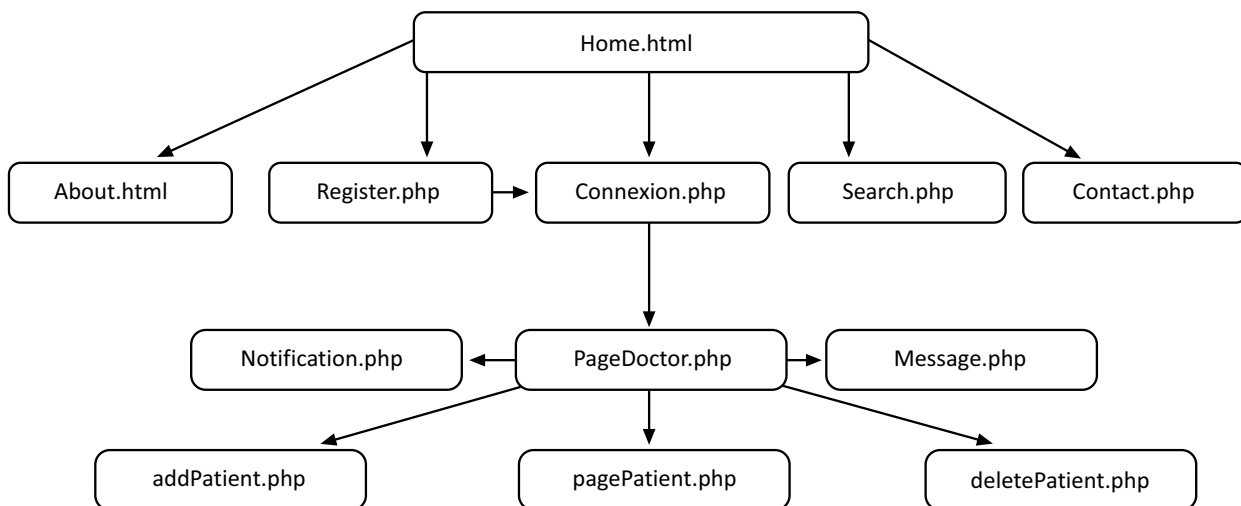 Home.html
About.html
Register.php
Connexion.php
Search.php
Contact.php
Notification.php
PageDoctor.php
Message.php
addPatient.php
pagePatient.php
deletePatient.php